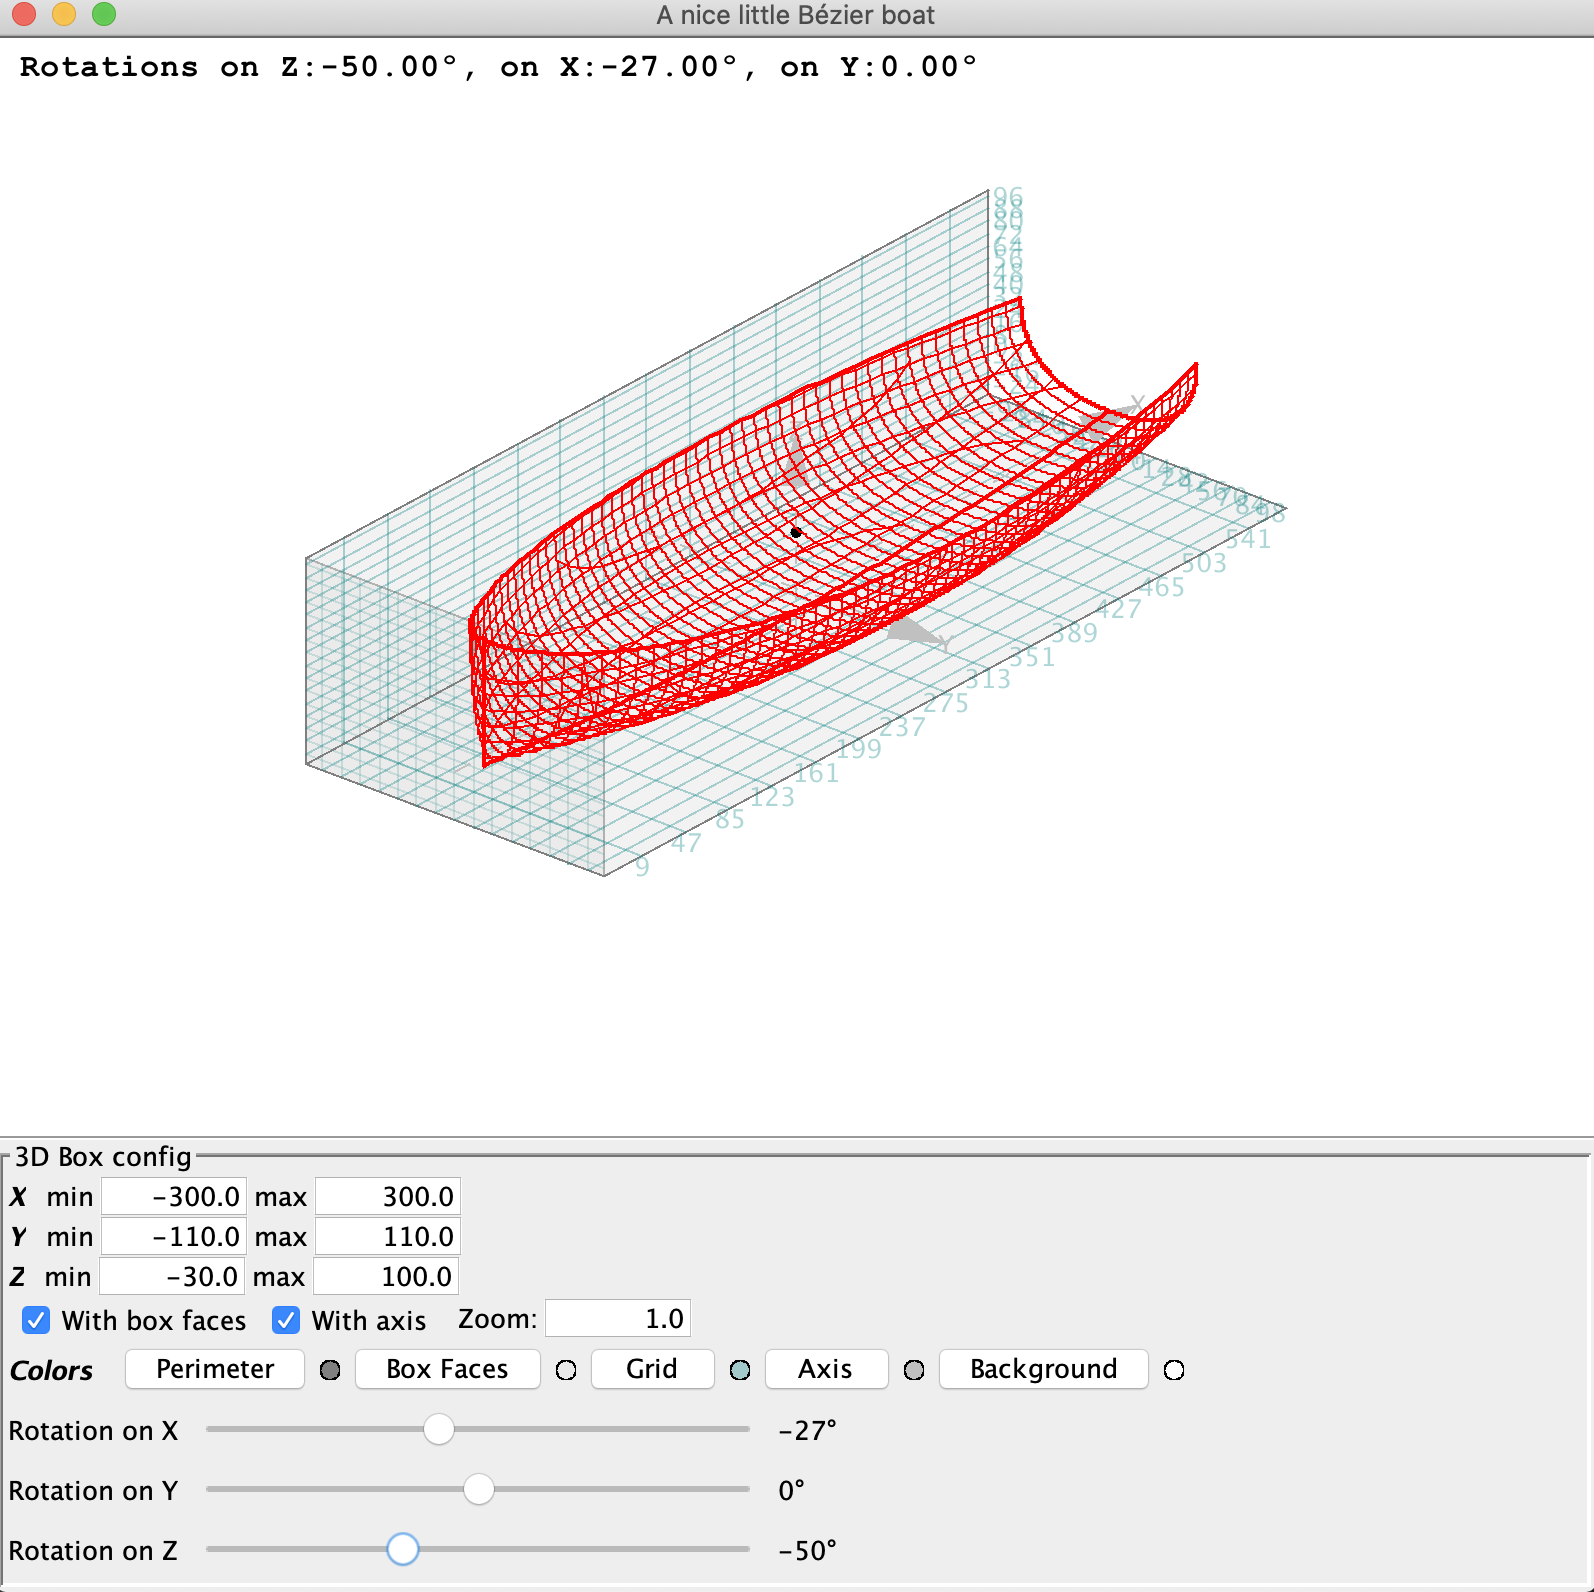 A nice little Bézier boat
Rotations on Z:-50.00°, on X:-27.00°, on Y:0.00°
96
88
80
72
64
56
48
40
X
541
503
465
427
389
Y
351
313
275
237
199
161
123
85
47
9
3D Box config
X min -300.0 max 300.0
Y min -110.0 max 110.0
Z min -30.0 max 100.0
With box faces With axis Zoom: 1.0
Colors Perimeter Box Faces Grid Axis Background
Rotation on X -27°
Rotation on Y 0°
Rotation on Z -50°